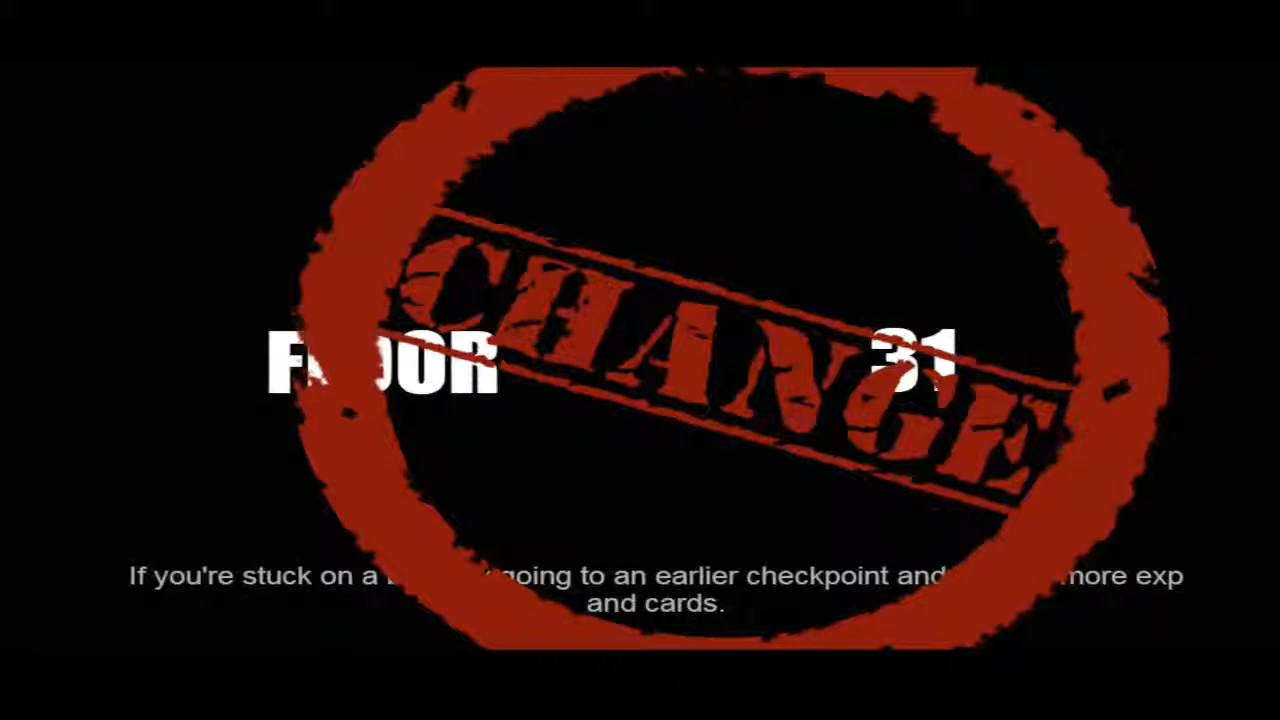 CHANGE
FLOOR 31
If you're stuck on a going to an earlier checkpoint and more exp
and cards.